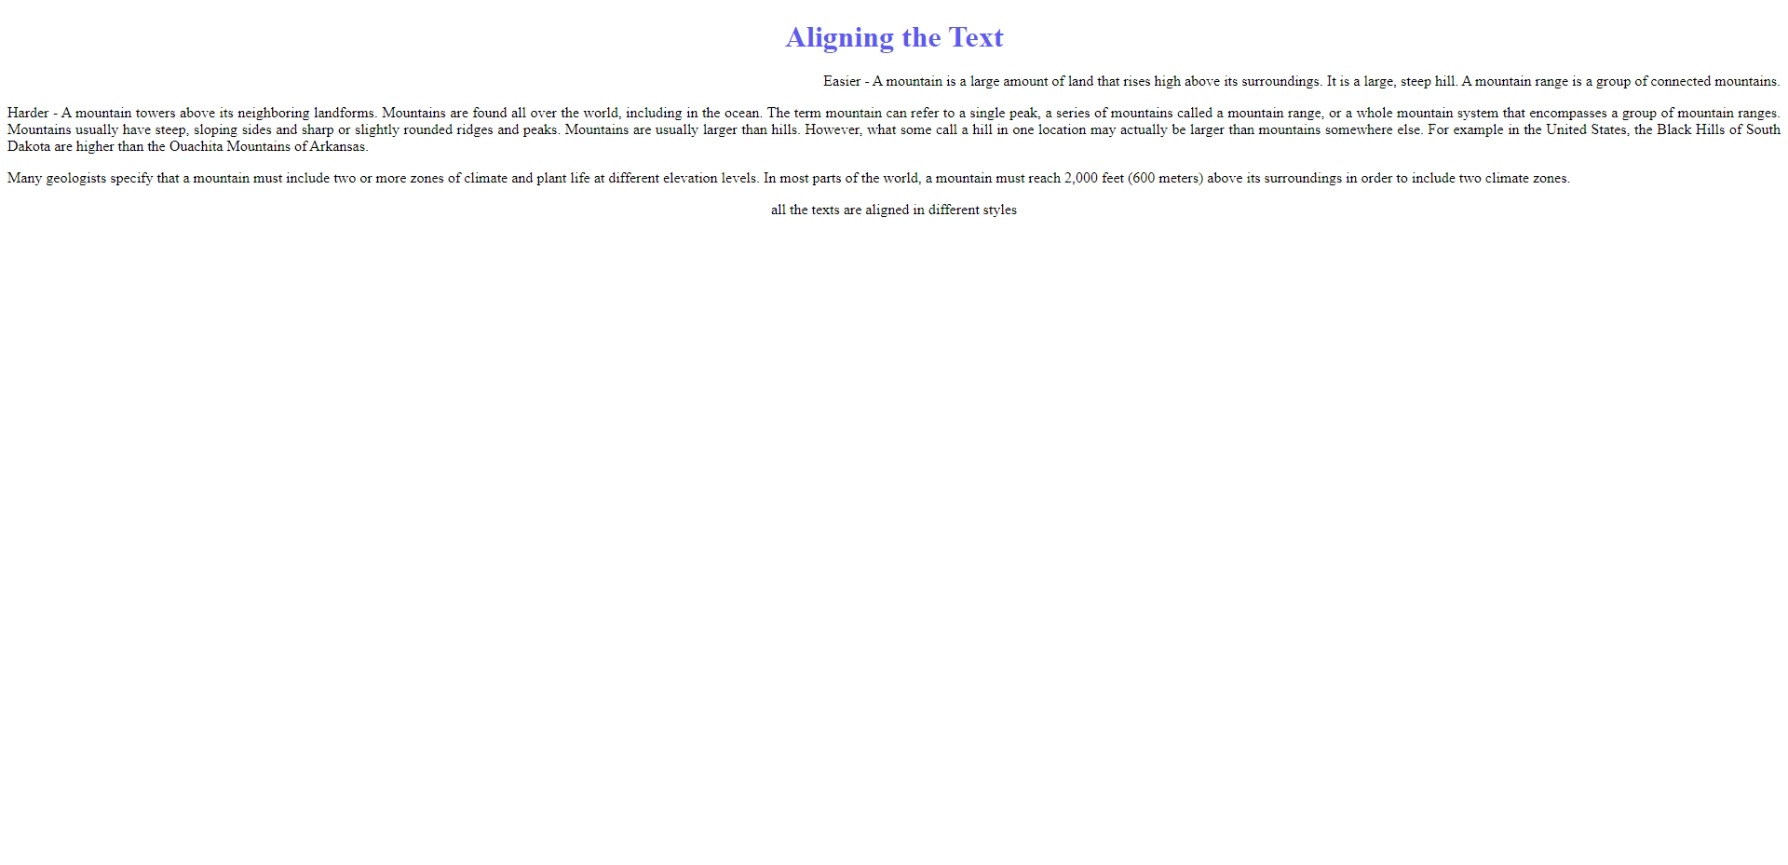 Aligning the Text
Easier - A mountain is a large amount of land that rises high above its surroundings. It is a large, steep hill. A mountain range is a group of connected mountains.
Harder - A mountain towers above its neighboring landforms. Mountains are found all over the world, including in the ocean. The term mountain can refer to a single peak, a series of mountains called a mountain range, or a whole mountain system that encompasses a group of mountain ranges.
Mountains usually have steep, sloping sides and sharp or slightly rounded ridges and peaks. Mountains are usually larger than hills. However, what some call a hill in one location may actually be larger than mountains somewhere else. For example in the United States, the Black Hills of South
Dakota are higher than the Ouachita Mountains of Arkansas.
Many geologists specify that a mountain must include two or more zones of climate and plant life at different elevation levels. In most parts of the world, a mountain must reach 2,000 feet (600 meters) above its surroundings in order to include two climate zones.
all the texts are aligned in different styles